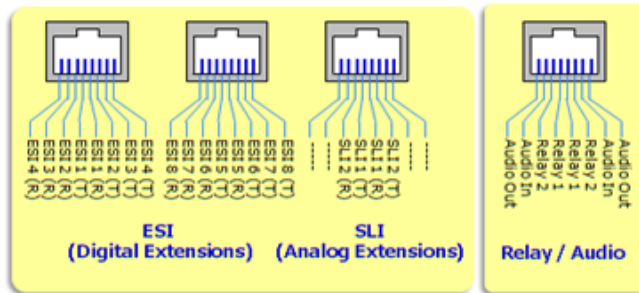 ESI 4 (R)
ESI 3 (R)
ESI 2 (R)
ESI 1 (T)
ESI 1 (R)
ESI 2 (T)
ESI 3 (T)
ESI 4 (T)
ESI 8 (R)
ESI 7 (R)
ESI 6 (R)
ESI 5 (T)
ESI 5 (R)
ESI 6 (T)
ESI 7 (T)
ESI 8 (T)
-----
-----
SLI 2 (R)
SLI 1 (T)
SLI 1 (R)
SLI 2 (T)
-----
-----
Audio Out
Audio In
Relay 2
Relay 1
Relay 1
Relay 2
Audio In
Audio Out
ESI
(Digital Extensions)
SLI
(Analog Extensions)
Relay / Audio